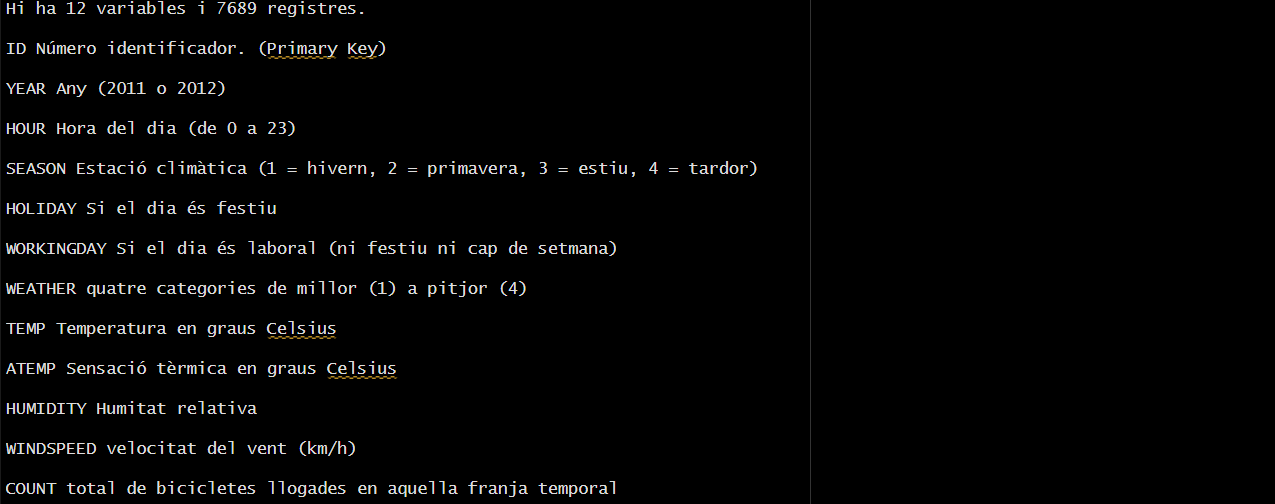 Hi ha 12 variables i 7689 registres.
ID Número identificador. (Primary Key)
YEAR Any (2011 o 2012)
HOUR Hora del dia (de 0 a 23)
SEASON Estació climàtica (1 = hivern, 2 = primavera, 3 = estiu, 4 = tardor)
HOLIDAY Si el dia és festiu
WORKINGDAY Si el dia és laboral (ni festiu ni cap de setmana)
WEATHER quatre categories de millor (1) a pitjor (4)
TEMP Temperatura en graus Celsius
ATEMP Sensació tèrmica en graus Celsius
HUMIDITY Humitat relativa
WINDSPEED velocitat del vent (km/h)
COUNT total de bicicletes llogades en aquella franja temporal